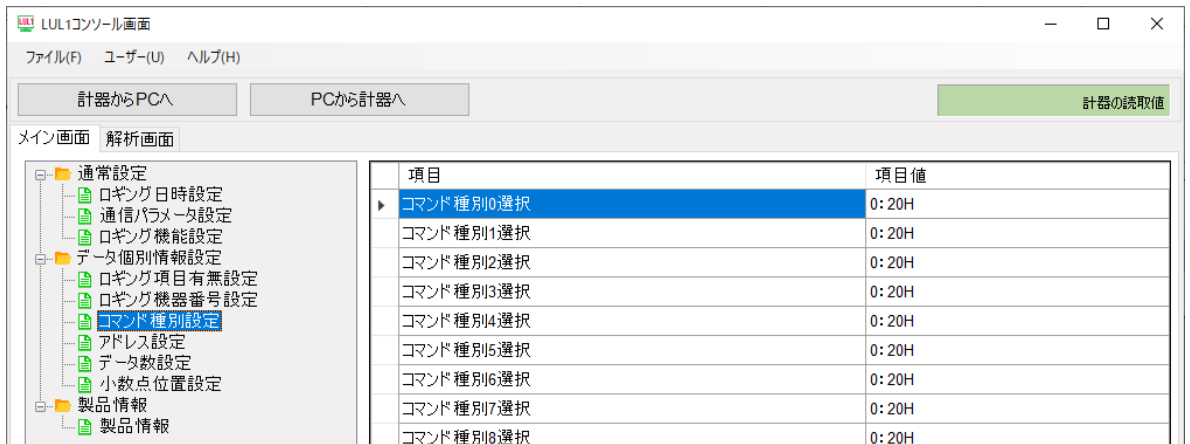 LUL1コンソール画面
ファイル(F) ユーザー(U) ヘルプ(H)
計器からPCへ PCから計器へ 計器の読取値
メイン画面 解析画面
通常設定
ロギング日時設定
通信パラメータ設定
ロギング機能設定
データ個別情報設定
ロギング項目有無設定
ロギング機器番号設定
コマンド種別設定
アドレス設定
データ数設定
小数点位置設定
製品情報
製品情報
項目 項目値
コマンド種別0選択 0:20H
コマンド種別1選択 0:20H
コマンド種別2選択 0:20H
コマンド種別3選択 0:20H
コマンド種別4選択 0:20H
コマンド種別5選択 0:20H
コマンド種別6選択 0:20H
コマンド種別7選択 0:20H
コマンド種別8選択 0:20H